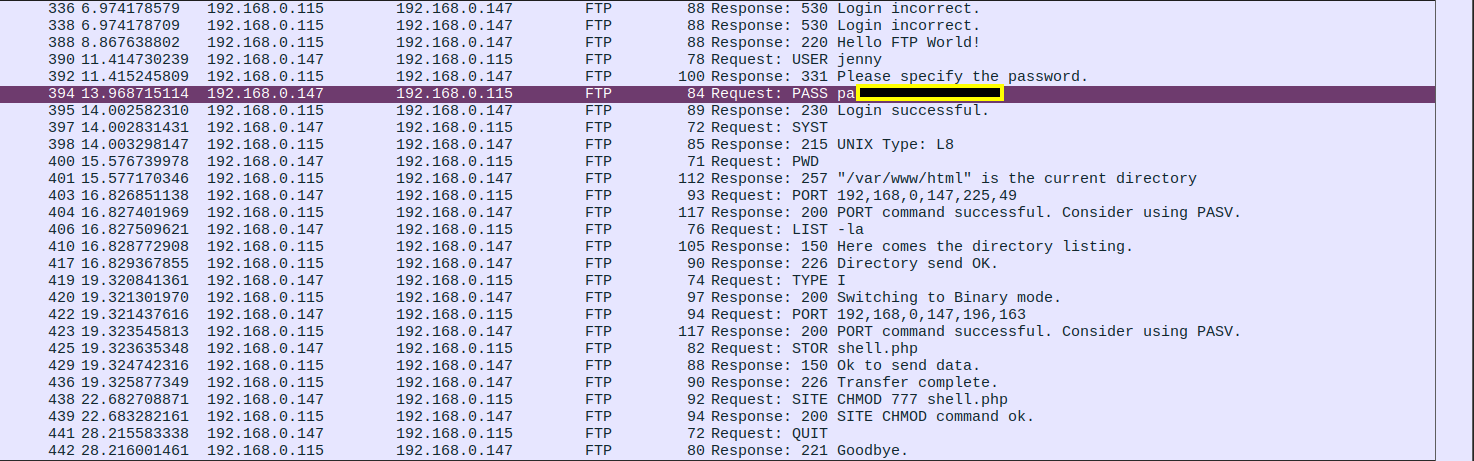 336 6.974178579 192.168.0.115 192.168.0.147 FTP 88 Response: 530 Login incorrect.
338 6.974178709 192.168.0.115 192.168.0.147 FTP 88 Response: 530 Login incorrect.
388 8.867638802 192.168.0.115 192.168.0.147 FTP 88 Response: 220 Hello FTP World!
390 11.414730239 192.168.0.147 192.168.0.115 FTP 78 Request: USER jenny
392 11.415245809 192.168.0.115 192.168.0.147 FTP 100 Response: 331 Please specify the password.
394 13.968715114 192.168.0.147 192.168.0.115 FTP 84 Request: PASS pa
395 14.002582310 192.168.0.115 192.168.0.147 FTP 89 Response: 230 Login successful.
397 14.002831431 192.168.0.147 192.168.0.115 FTP 72 Request: SYST
398 14.003298147 192.168.0.115 192.168.0.147 FTP 85 Response: 215 UNIX Type: L8
400 15.576739978 192.168.0.147 192.168.0.115 FTP 71 Request: PWD
401 15.577170346 192.168.0.115 192.168.0.147 FTP 112 Response: 257 "/var/www/html" is the current directory
403 16.826851138 192.168.0.147 192.168.0.115 FTP 93 Request: PORT 192,168,0,147,225,49
404 16.827401969 192.168.0.115 192.168.0.147 FTP 117 Response: 200 PORT command successful. Consider using PASV.
406 16.827509621 192.168.0.147 192.168.0.115 FTP 76 Request: LIST -la
410 16.828772908 192.168.0.115 192.168.0.147 FTP 105 Response: 150 Here comes the directory listing.
417 16.829367855 192.168.0.115 192.168.0.147 FTP 90 Response: 226 Directory send OK.
419 19.320841361 192.168.0.147 192.168.0.115 FTP 74 Request: TYPE I
420 19.321301970 192.168.0.115 192.168.0.147 FTP 97 Response: 200 Switching to Binary mode.
422 19.321437616 192.168.0.147 192.168.0.115 FTP 94 Request: PORT 192,168,0,147,196,163
423 19.323545813 192.168.0.115 192.168.0.147 FTP 117 Response: 200 PORT command successful. Consider using PASV.
425 19.323635348 192.168.0.147 192.168.0.115 FTP 82 Request: STOR shell.php
429 19.324742316 192.168.0.115 192.168.0.147 FTP 88 Response: 150 Ok to send data.
436 19.325877349 192.168.0.115 192.168.0.147 FTP 90 Response: 226 Transfer complete.
438 22.682708871 192.168.0.147 192.168.0.115 FTP 92 Request: SITE CHMOD 777 shell.php
439 22.683282161 192.168.0.115 192.168.0.147 FTP 94 Response: 200 SITE CHMOD command ok.
441 28.215583338 192.168.0.147 192.168.0.115 FTP 72 Request: QUIT
442 28.216001461 192.168.0.115 192.168.0.147 FTP 80 Response: 221 Goodbye.